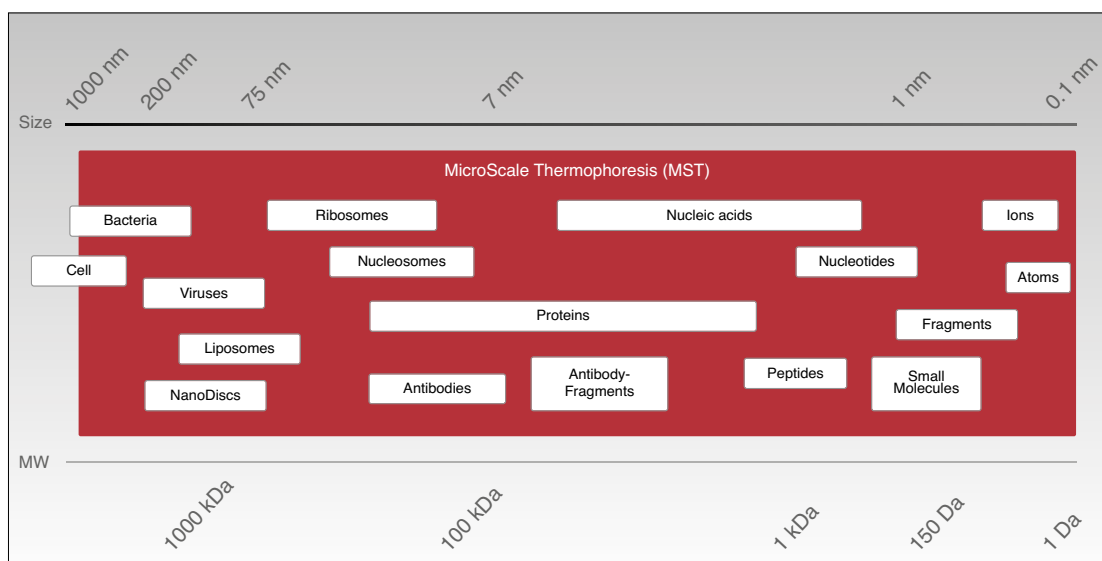 1000 nm
200 nm
75 nm
7 nm
1 nm
0.1 nm
Size
MicroScale Thermophoresis (MST)
Bacteria
Ribosomes
Nucleic acids
Ions
Cell
Nucleosomes
Nucleotides
Atoms
Viruses
Proteins
Fragments
Liposomes
NanoDiscs
Antibodies
Antibody-
Fragments
Peptides
Small
Molecules
MW
1000 kDa
100 kDa
1 kDa
150 Da
1 Da